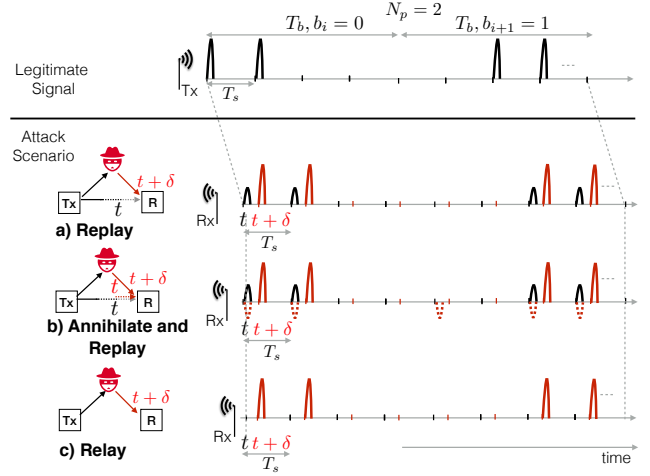 N_p = 2
T_b, b_i = 0
T_b, b_{i+1} = 1
Legitimate
Signal
Tx
T_s
Attack
Scenario
t + δ
Tx
t
R
a) Replay
Rx
t t + δ
T_s
t + δ
t
Tx
t
R
b) Annihilate and
Replay
Rx
t t + δ
T_s
t + δ
Tx
R
c) Relay
Rx
t t + δ
T_s
time